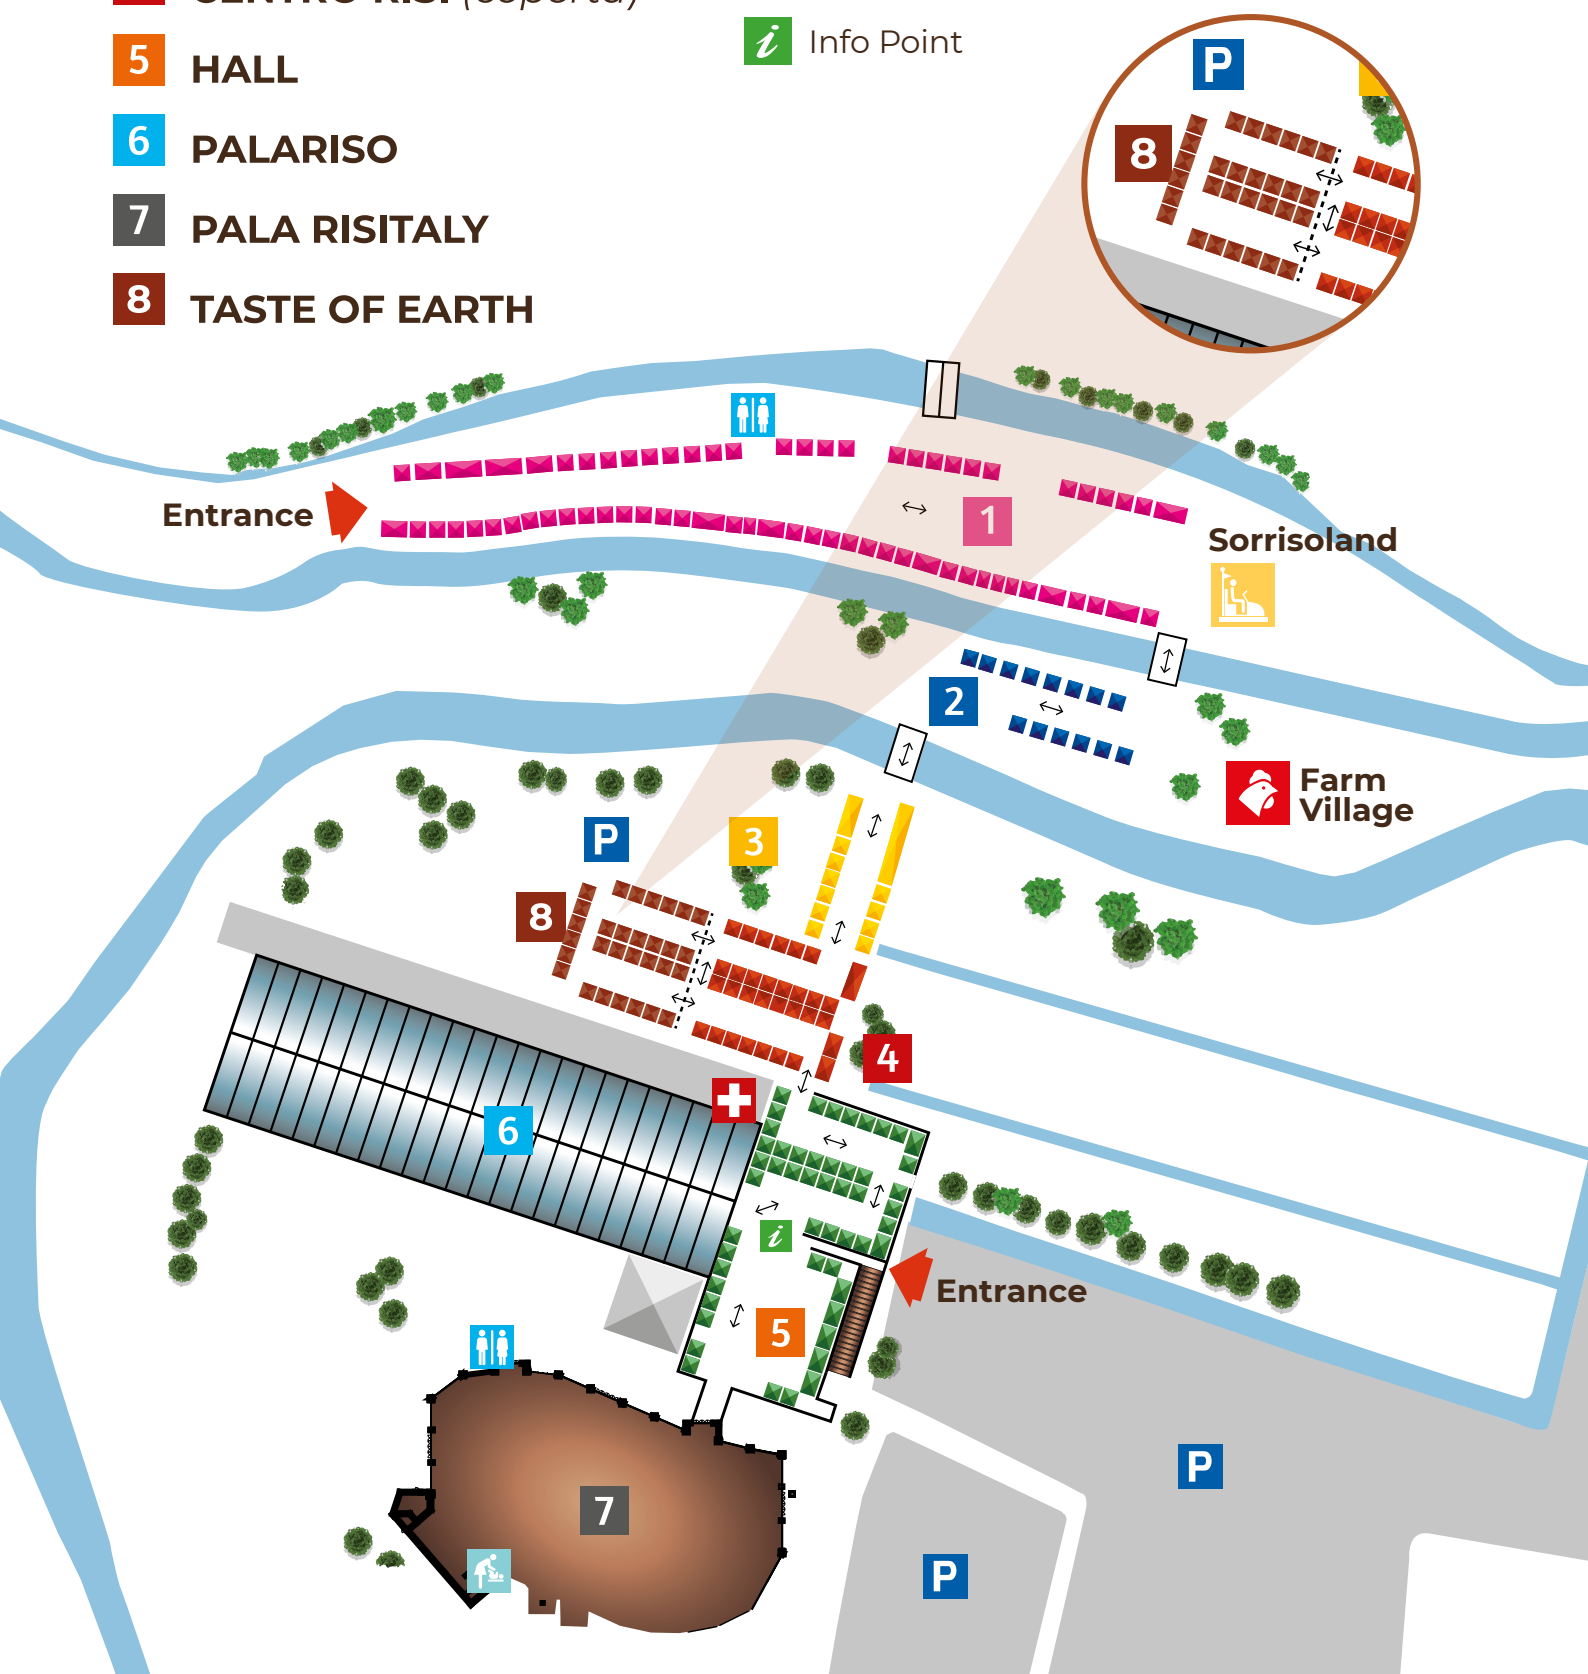 5 HALL
6 PALARISO
7 PALA RISITALY
8 TASTE OF EARTH
i Info Point
P
8
Entrance
1
Sorrisoland
2
Farm
Village
P
3
8
4
6
i
Entrance
5
7
P
P